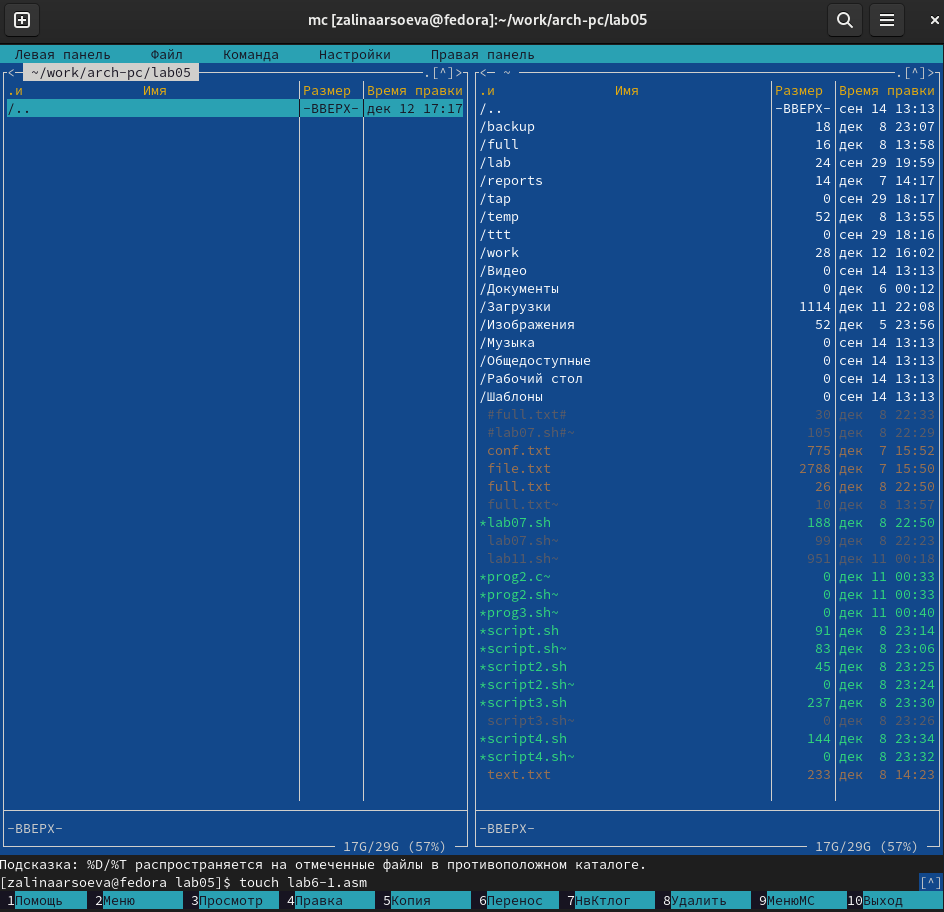 mc [zalinaarsoeva@fedora]:~/work/arch-pc/lab05
Левая панель Файл Команда Настройки Правая панель
<─ ~/work/arch-pc/lab05 .[^]>
.и Имя Размер Время правки
/.. -ВВЕРХ- дек 12 17:17
-ВВЕРХ-
17G/29G (57%)
<─ ~ .[^]>
.и Имя Размер Время правки
/.. -ВВЕРХ- сен 14 13:13
/backup 18 дек 8 23:07
/full 16 дек 8 13:58
/lab 24 сен 29 19:59
/reports 14 дек 7 14:17
/tap 0 сен 29 18:17
/temp 52 дек 8 13:55
/ttt 0 сен 29 18:16
/work 28 дек 12 16:02
/Видео 0 сен 14 13:13
/Документы 0 дек 6 00:12
/Загрузки 1114 дек 11 22:08
/Изображения 52 дек 5 23:56
/Музыка 0 сен 14 13:13
/Общедоступные 0 сен 14 13:13
/Рабочий стол 0 сен 14 13:13
/Шаблоны 0 сен 14 13:13
#full.txt# 30 дек 8 22:33
#lab07.sh#~ 105 дек 8 22:29
conf.txt 775 дек 7 15:52
file.txt 2788 дек 7 15:50
full.txt 26 дек 8 22:50
full.txt~ 10 дек 8 13:57
*lab07.sh 188 дек 8 22:50
lab07.sh~ 99 дек 8 22:23
lab11.sh~ 951 дек 11 00:18
*prog2.c~ 0 дек 11 00:33
*prog2.sh~ 0 дек 11 00:33
*prog3.sh~ 0 дек 11 00:40
*script.sh 91 дек 8 23:14
*script.sh~ 83 дек 8 23:06
*script2.sh 45 дек 8 23:25
*script2.sh~ 0 дек 8 23:24
*script3.sh 237 дек 8 23:30
script3.sh~ 0 дек 8 23:26
*script4.sh 144 дек 8 23:34
*script4.sh~ 0 дек 8 23:32
text.txt 233 дек 8 14:23
-ВВЕРХ-
17G/29G (57%)
Подсказка: %D/%T распространяется на отмеченные файлы в противоположном каталоге.
[zalinaarsoeva@fedora lab05]$ touch lab6-1.asm [^]
1Помощь 2Меню 3Просмотр 4Правка 5Копия 6Перенос 7НвКтлог 8Удалить 9МенюМС 10Выход